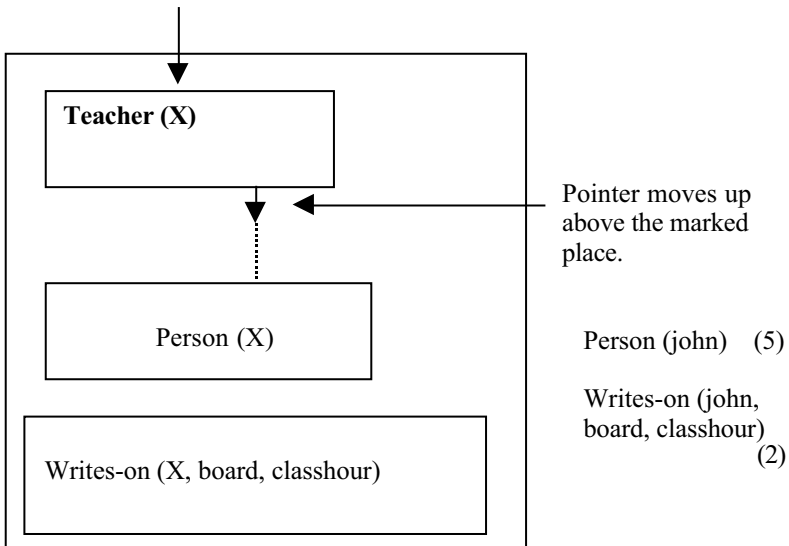 Teacher (X)
Pointer moves up
above the marked
place.
Person (X)
Person (john) (5)
Writes-on (john,
board, classhour)
(2)
Writes-on (X, board, classhour)